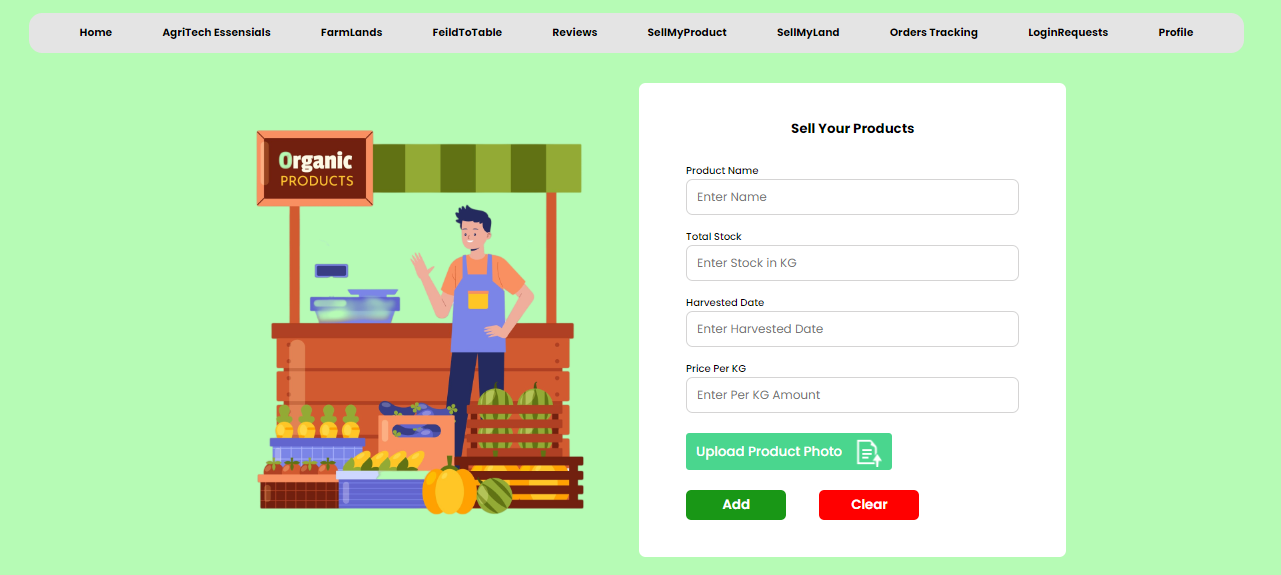 Home AgriTech Essensials FarmLands FeildToTable Reviews SellMyProduct SellMyLand Orders Tracking LoginRequests Profile
Organic
PRODUCTS
Sell Your Products
Product Name
Enter Name
Total Stock
Enter Stock in KG
Harvested Date
Enter Harvested Date
Price Per KG
Enter Per KG Amount
Upload Product Photo
Add Clear